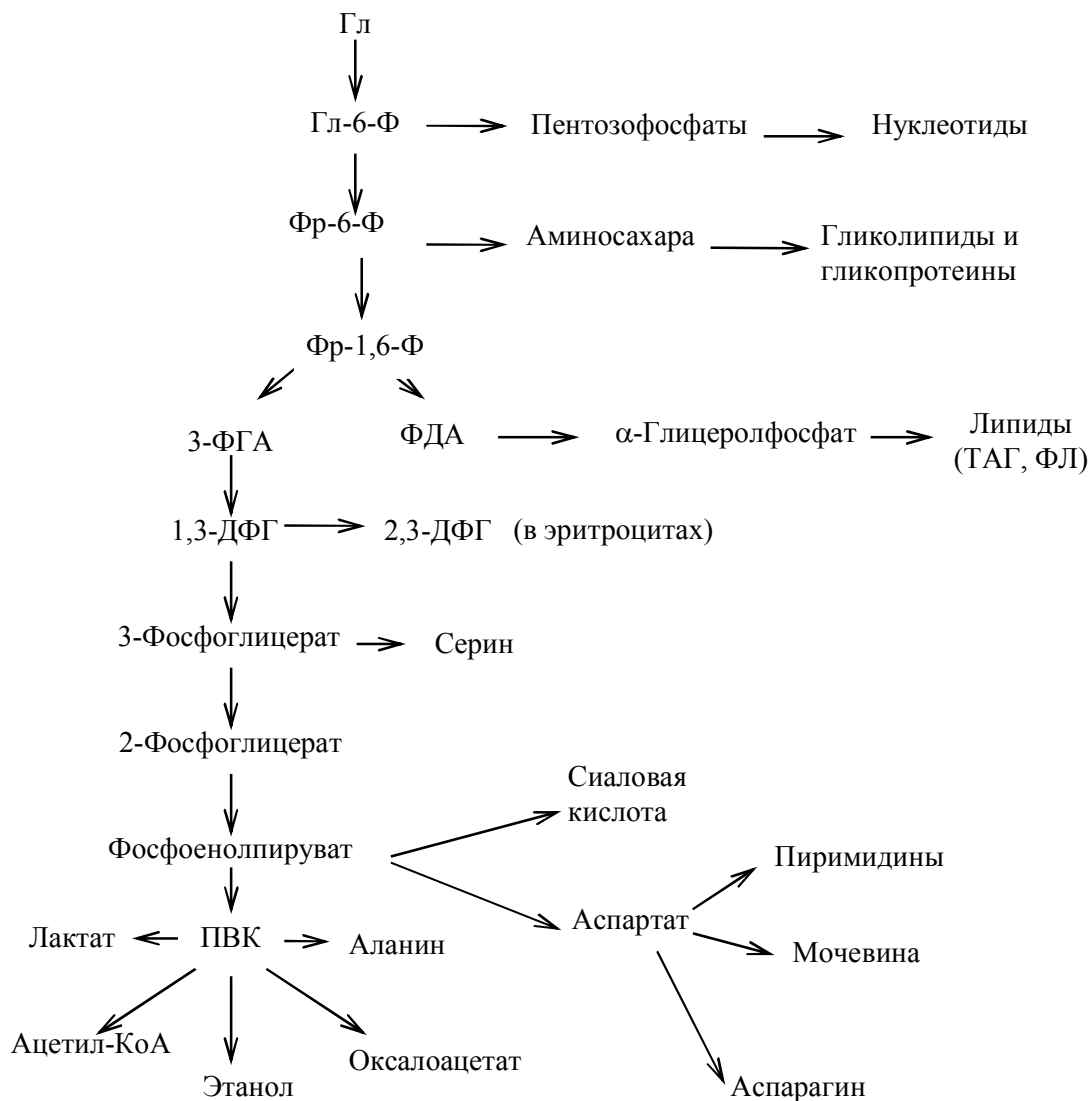 Гл
Гл-6-Ф
Пентозофосфаты
Нуклеотиды
Фр-6-Ф
Аминосахара
Гликолипиды и
гликопротеины
Фр-1,6-Ф
3-ФГА
ФДА
α-Глицеролфосфат
Липиды
(ТАГ, ФЛ)
1,3-ДФГ
2,3-ДФГ (в эритроцитах)
3-Фосфоглицерат
Серин
2-Фосфоглицерат
Сиаловая
кислота
Фосфоенолпируват
Пиримидины
Аспартат
Лактат
ПВК
Аланин
Мочевина
Ацетил-КоА
Оксалоацетат
Этанол
Аспарагин